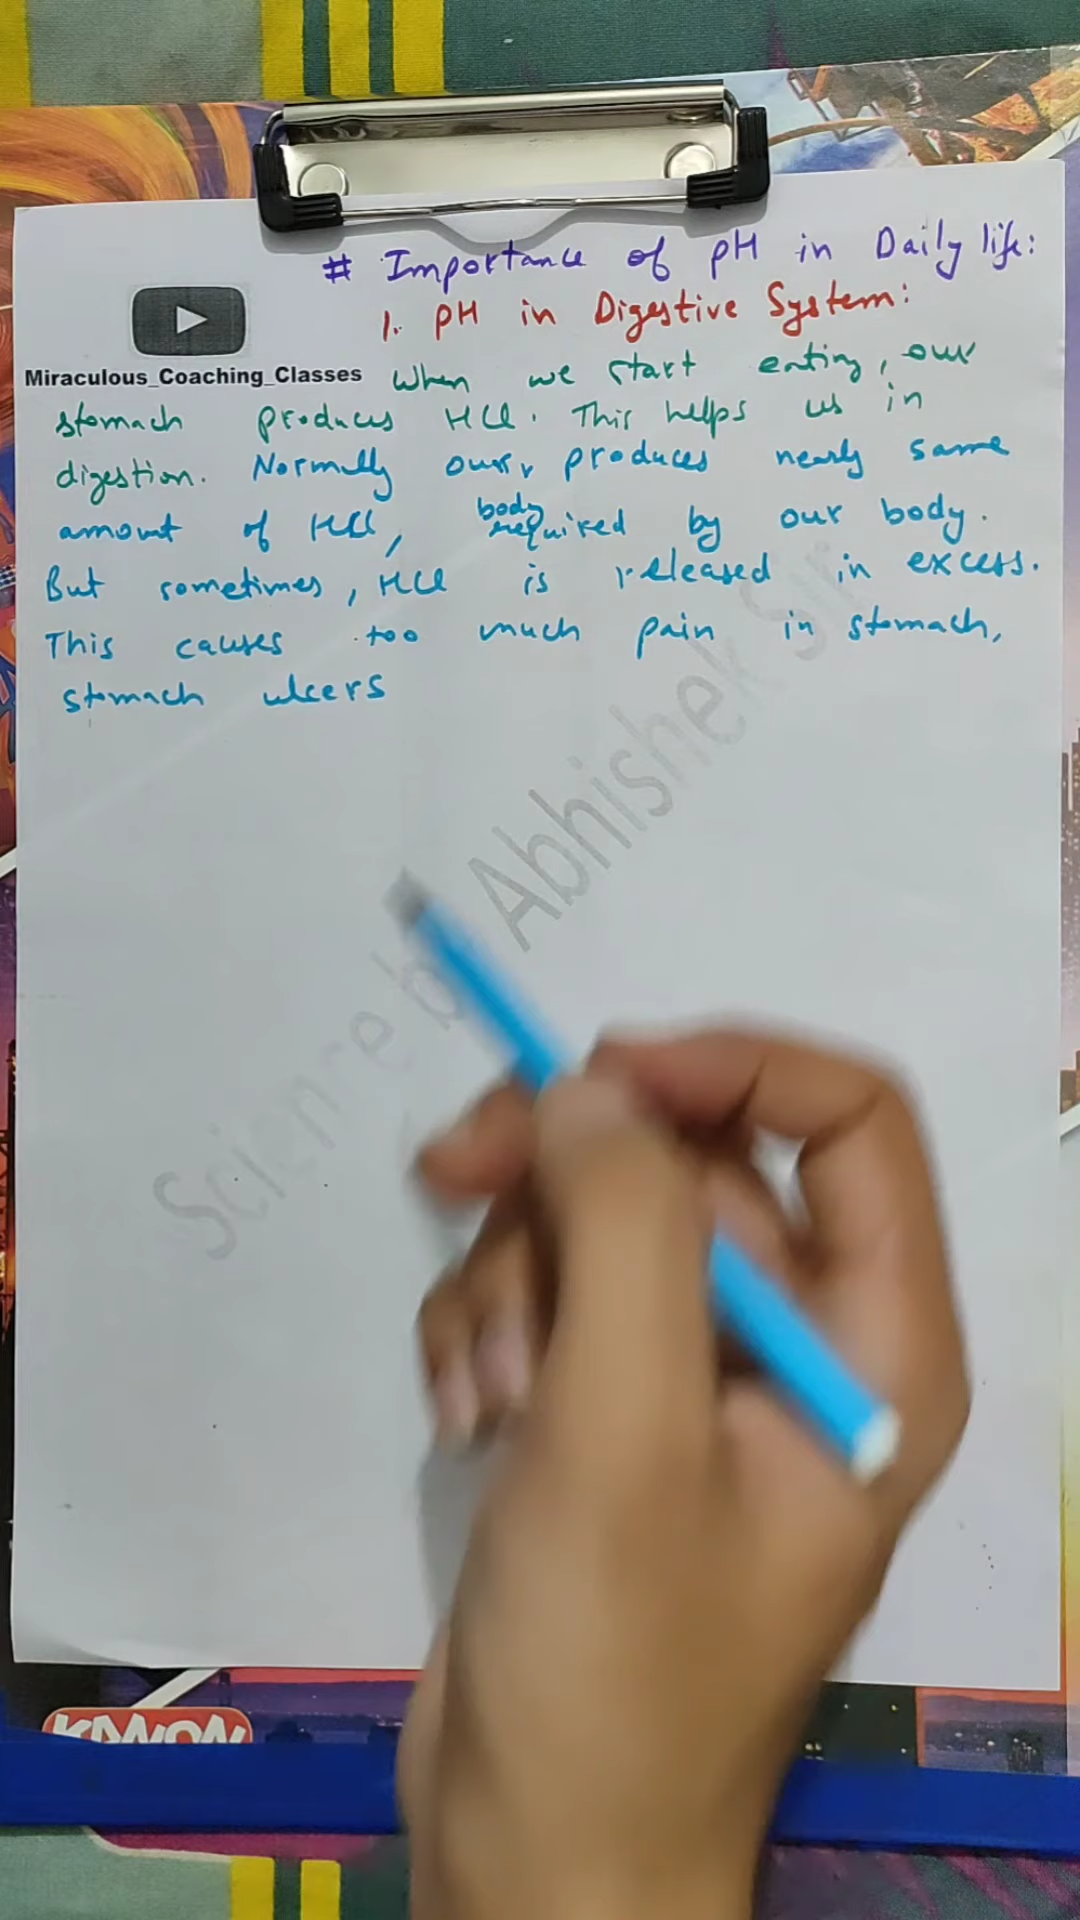 # Importance of pH in Daily life:
1. pH in Digestive System:
Miraculous_Coaching_Classes
When we start eating, our
stomach produces HCl. This helps us in
digestion. Normally our body produces nearly same
amount of HCl, required by our body.
But sometimes, HCl is released in excess.
This causes too much pain in stomach,
stomach ulcers
Science by Abhishek Sir
KANON